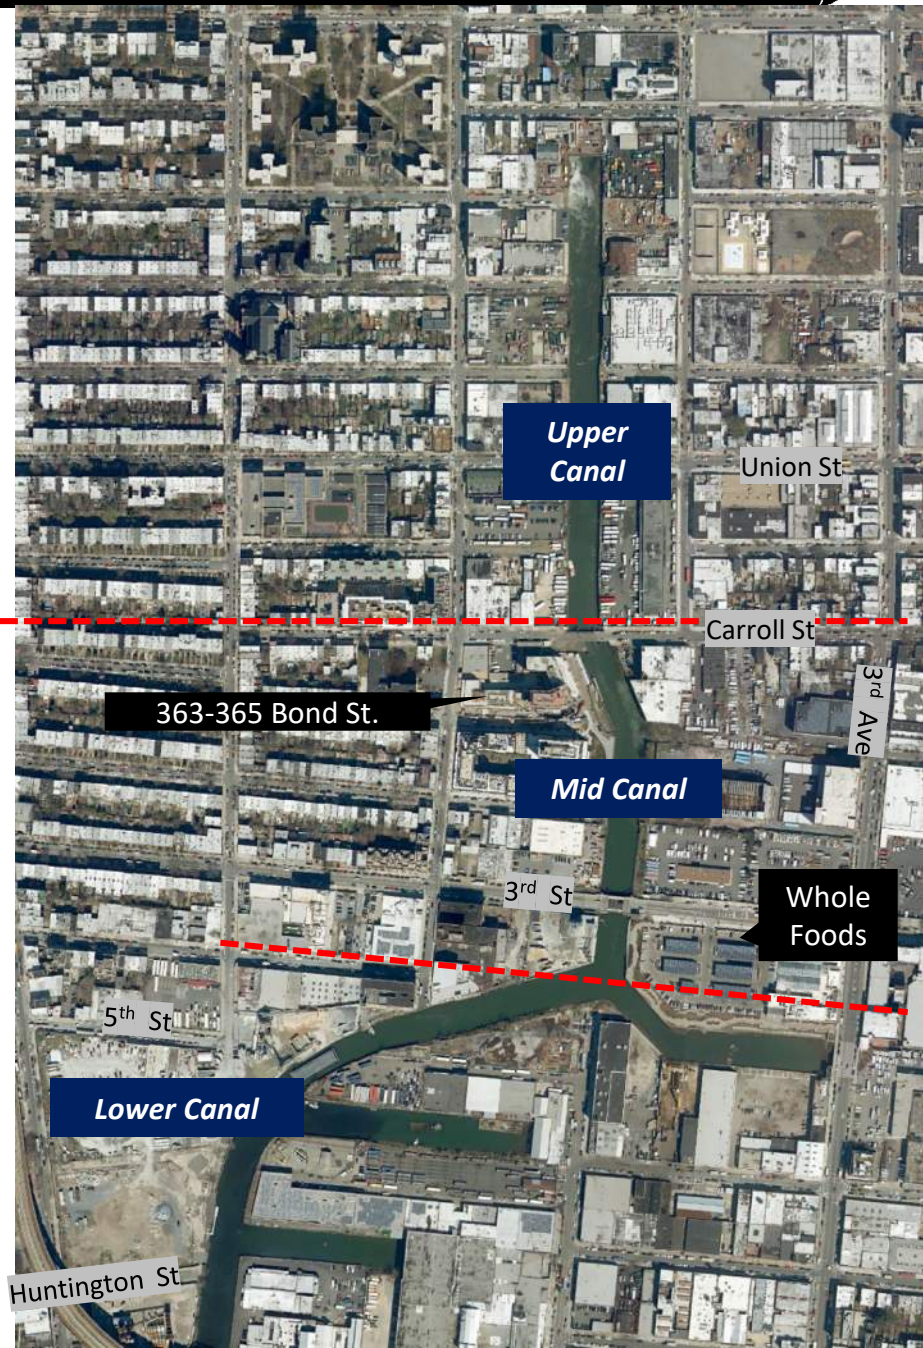 Upper
Canal
Union St
Carroll St
3rd Ave
363-365 Bond St.
Mid Canal
3rd St
Whole
Foods
5th St
Lower Canal
Huntington St